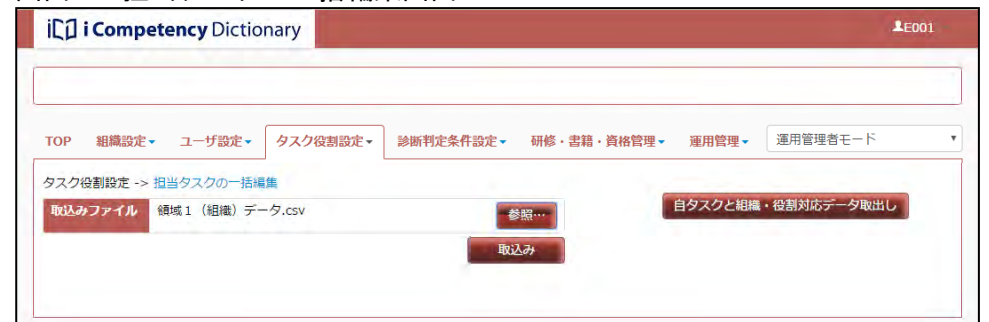 i Competency Dictionary
E001
TOP 組織設定 ユーザ設定 タスク役割設定 診断判定条件設定 研修・書籍・資格管理 運用管理 運用管理者モード
タスク役割設定 -> 担当タスクの一括編集
取込みファイル 領域1(組織)データ.csv 参照… 自タスクと組織・役割対応データ取出し
取込み